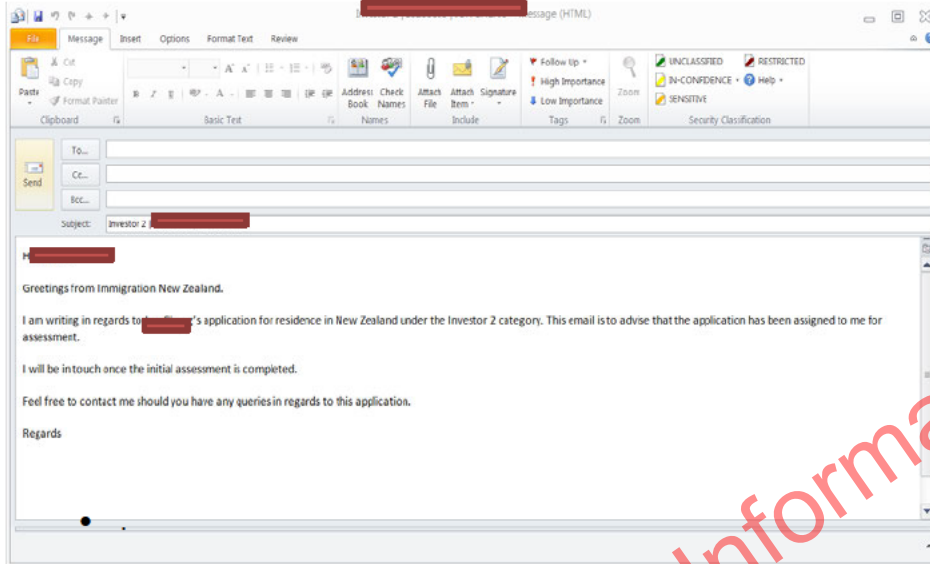 essage (HTML)
File Message Insert Options Format Text Review
Cut
Copy
Format Painter
Paste
Clipboard
Basic Text
Address Book
Check Names
Names
Attach File
Attach Item
Signature
Include
Follow Up
High Importance
Low Importance
Tags
Zoom
Zoom
UNCLASSIFIED RESTRICTED
IN-CONFIDENCE Help
SENSITIVE
Security Classification
Send
To...
Cc...
Bcc...
Subject: Investor 2 |
H
Greetings from Immigration New Zealand.
I am writing in regards to 's application for residence in New Zealand under the Investor 2 category. This email is to advise that the application has been assigned to me for
assessment.
I will be in touch once the initial assessment is completed.
Feel free to contact me should you have any queries in regards to this application.
Regards
Informa